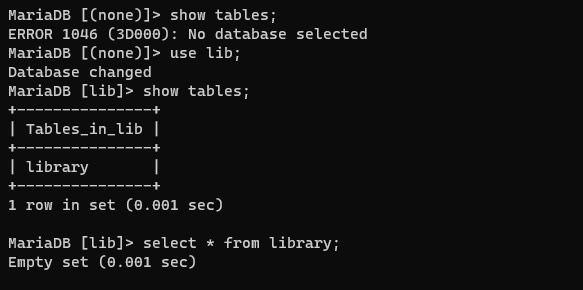 MariaDB [(none)]> show tables;
ERROR 1046 (3D000): No database selected
MariaDB [(none)]> use lib;
Database changed
MariaDB [lib]> show tables;
+---------------+
| Tables_in_lib |
+---------------+
| library       |
+---------------+
1 row in set (0.001 sec)
MariaDB [lib]> select * from library;
Empty set (0.001 sec)